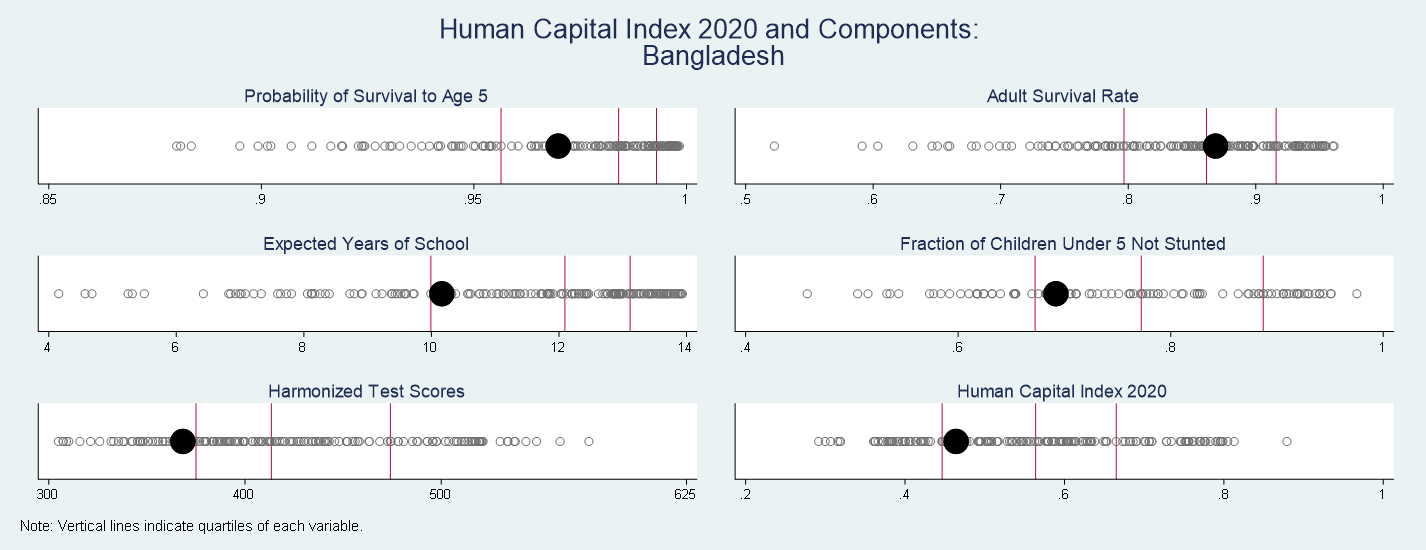 Human Capital Index 2020 and Components:
Bangladesh
Probability of Survival to Age 5
.85 .9 .95 1
Adult Survival Rate
.5 .6 .7 .8 .9 1
Expected Years of School
4 6 8 10 12 14
Fraction of Children Under 5 Not Stunted
.4 .6 .8 1
Harmonized Test Scores
300 400 500 625
Human Capital Index 2020
.2 .4 .6 .8 1
Note: Vertical lines indicate quartiles of each variable.